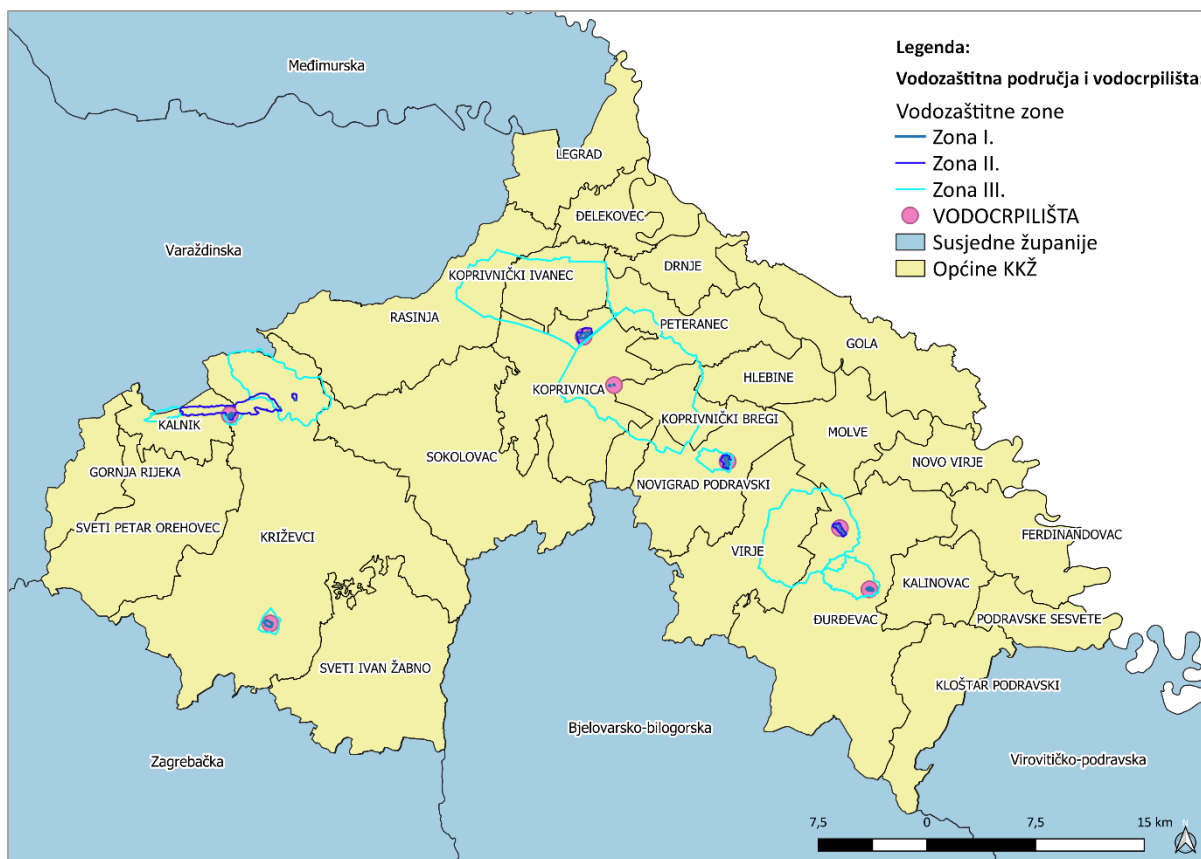 Legenda:
Vodozaštitna područja i vodocrpilišta:
Vodozaštitne zone
Zona I.
Zona II.
Zona III.
VODOCRPILIŠTA
Susjedne županije
Općine KKŽ
Međimurska
LEGRAD
ĐELEKOVEC
Varaždinska
KOPRIVNIČKI IVANEC
DRNJE
RASINJA
PETERANEC
GOLA
HLEBINE
KOPRIVNICA
KOPRIVNIČKI BREGI
KALNIK
MOLVE
SOKOLOVAC
NOVO VIRJE
GORNJA RIJEKA
NOVIGRAD PODRAVSKI
SVETI PETAR OREHOVEC
KRIŽEVCI
FERDINANDOVAC
VIRJE
KALINOVAC
ĐURĐEVAC
PODRAVSKE SESVETE
SVETI IVAN ŽABNO
KLOŠTAR PODRAVSKI
Bjelovarsko-bilogorska
Zagrebačka
Virovitičko-podravska
7,5 0 7,5 15 km
N